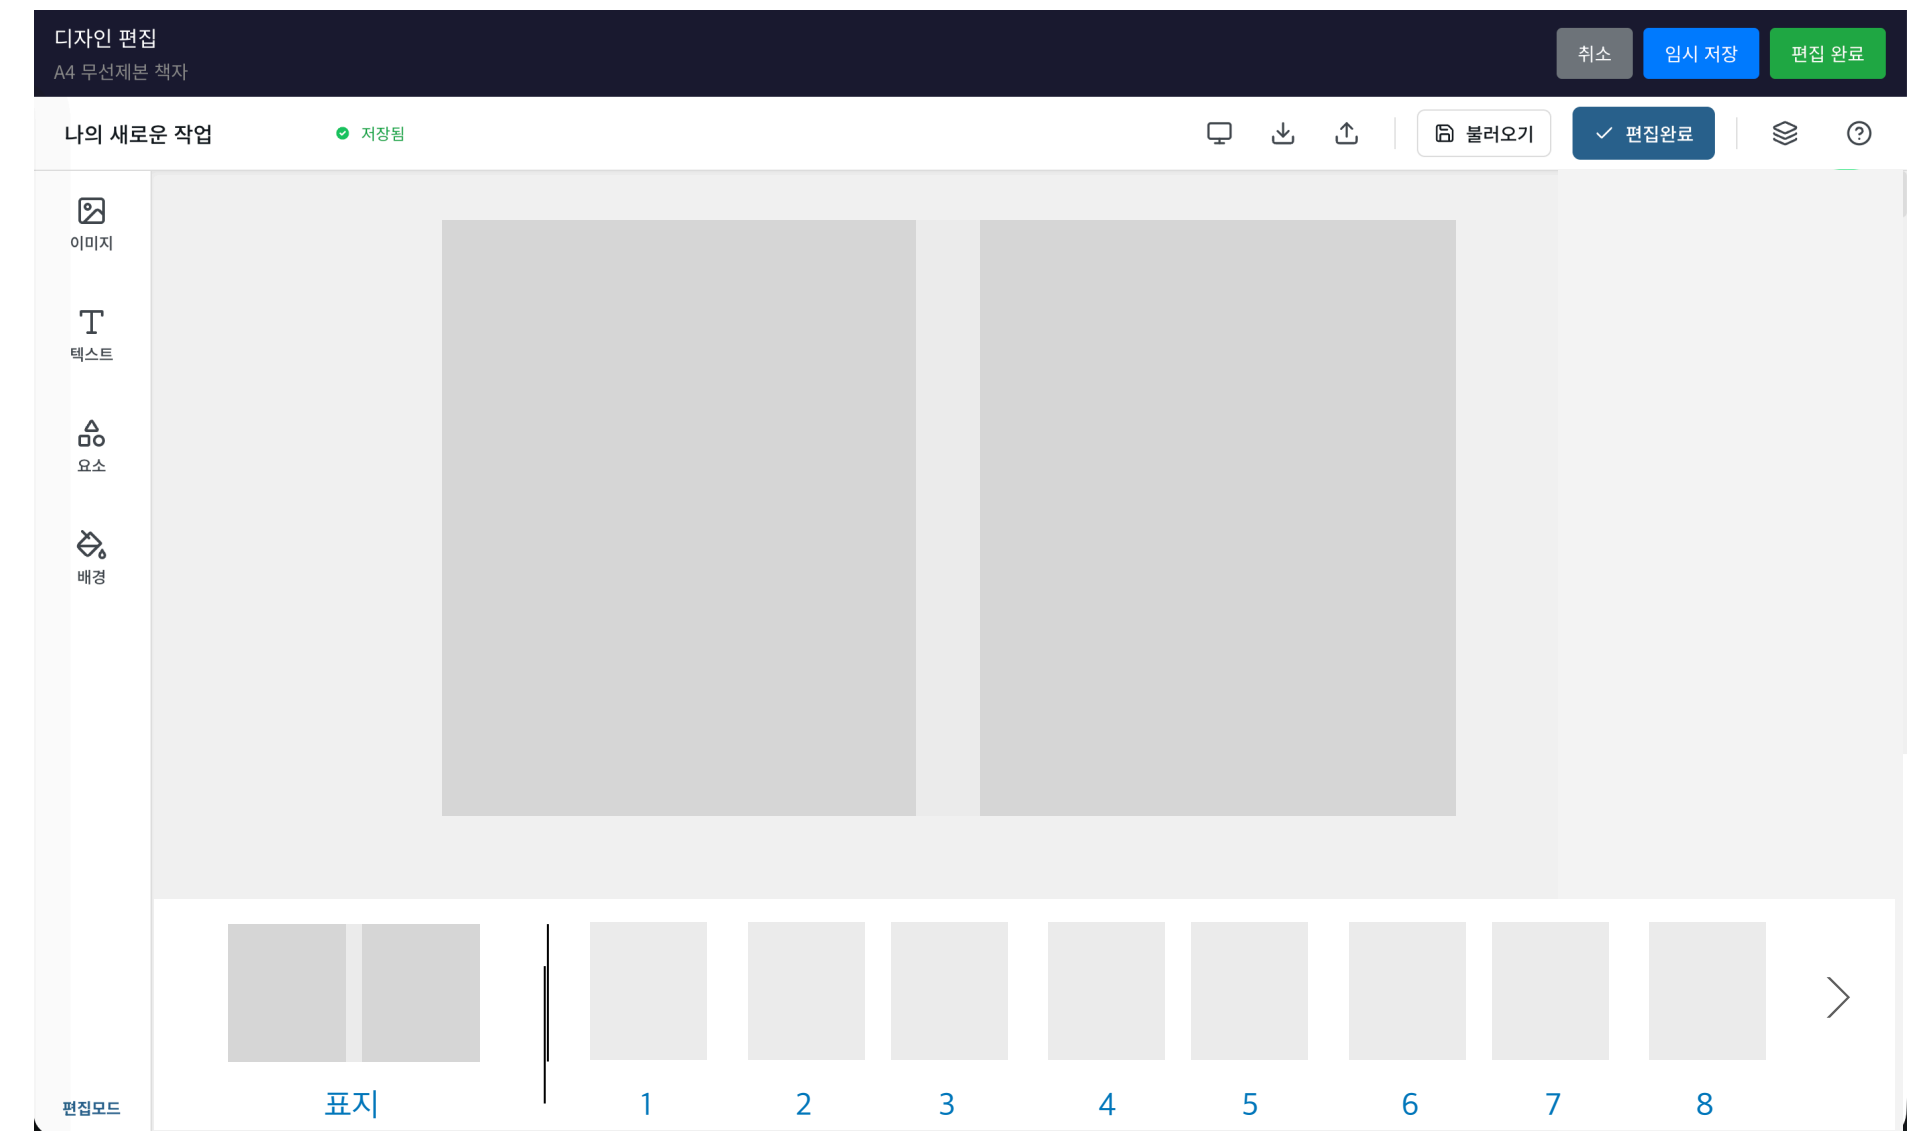 디자인 편집
A4 무선제본 책자
취소
임시 저장
편집 완료
나의 새로운 작업
저장됨
불러오기
편집완료
이미지
텍스트
요소
배경
편집모드
표지
1
2
3
4
5
6
7
8